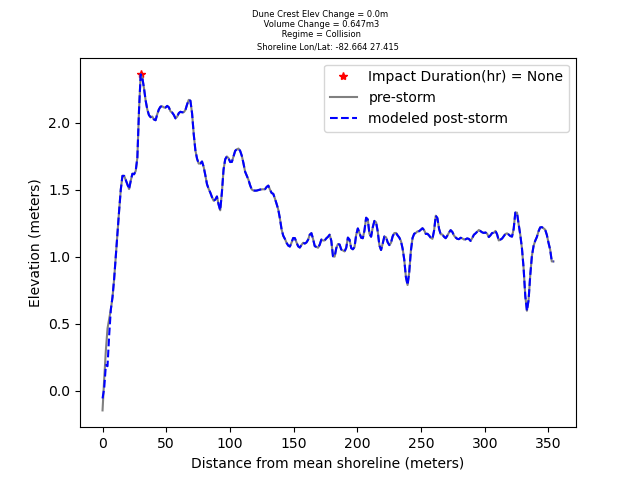 Dune Crest Elev Change = 0.0m
Volume Change = 0.647m3
Regime = Collision
Shoreline Lon/Lat: -82.664 27.415
Impact Duration(hr) = None
pre-storm
modeled post-storm
Elevation (meters)
2.0
1.5
1.0
0.5
0.0
0 50 100 150 200 250 300 350
Distance from mean shoreline (meters)